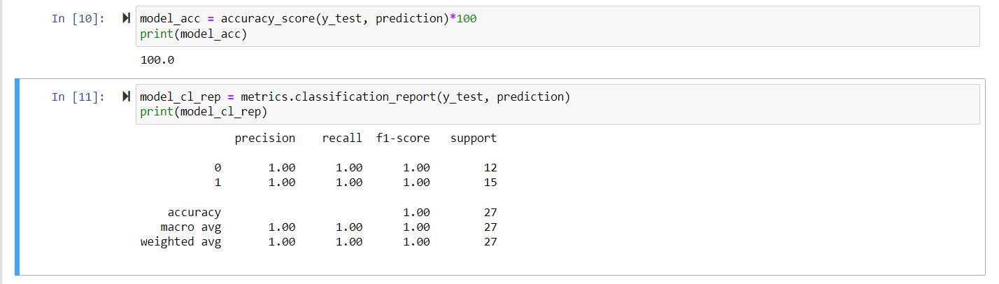 In [10]: model_acc = accuracy_score(y_test, prediction)*100
print(model_acc)
100.0
In [11]: model_cl_rep = metrics.classification_report(y_test, prediction)
print(model_cl_rep)
precision recall f1-score support
0 1.00 1.00 1.00 12
1 1.00 1.00 1.00 15
accuracy 1.00 27
macro avg 1.00 1.00 1.00 27
weighted avg 1.00 1.00 1.00 27